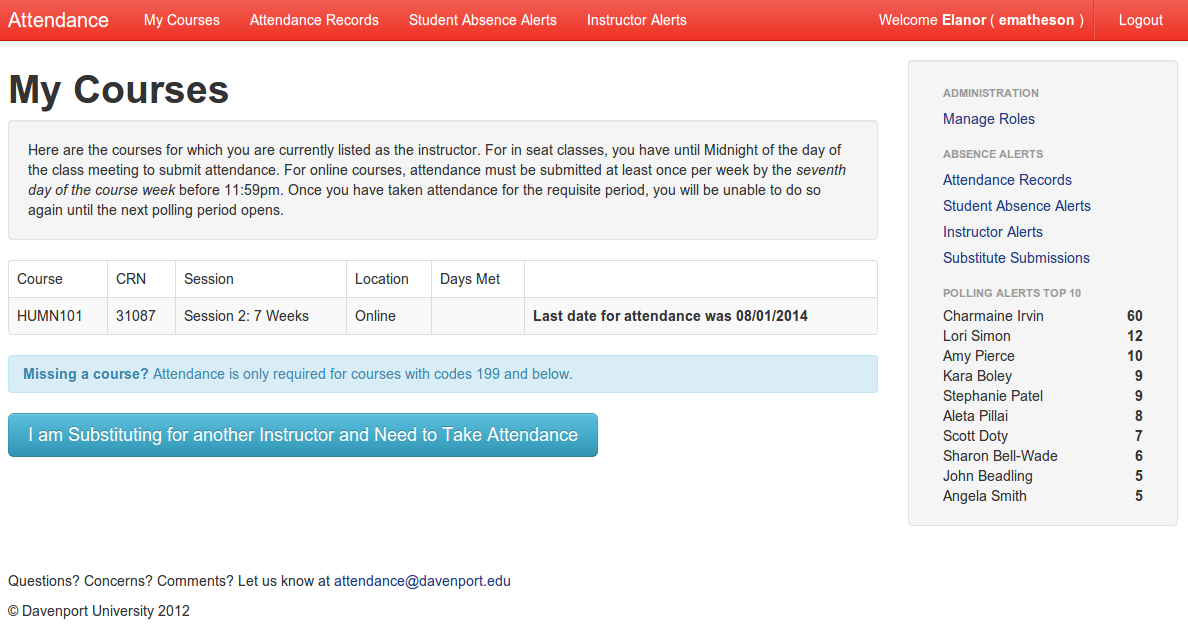 Attendance My Courses Attendance Records Student Absence Alerts Instructor Alerts Welcome Elanor ( ematheson ) Logout
My Courses
Here are the courses for which you are currently listed as the instructor. For in seat classes, you have until Midnight of the day of
the class meeting to submit attendance. For online courses, attendance must be submitted at least once per week by the seventh
day of the course week before 11:59pm. Once you have taken attendance for the requisite period, you will be unable to do so
again until the next polling period opens.
Course CRN Session Location Days Met
HUMN101 31087 Session 2: 7 Weeks Online Last date for attendance was 08/01/2014
Missing a course? Attendance is only required for courses with codes 199 and below.
I am Substituting for another Instructor and Need to Take Attendance
ADMINISTRATION
Manage Roles
ABSENCE ALERTS
Attendance Records
Student Absence Alerts
Instructor Alerts
Substitute Submissions
POLLING ALERTS TOP 10
Charmaine Irvin 60
Lori Simon 12
Amy Pierce 10
Kara Boley 9
Stephanie Patel 9
Aleta Pillai 8
Scott Doty 7
Sharon Bell-Wade 6
John Beadling 5
Angela Smith 5
Questions? Concerns? Comments? Let us know at attendance@davenport.edu
© Davenport University 2012